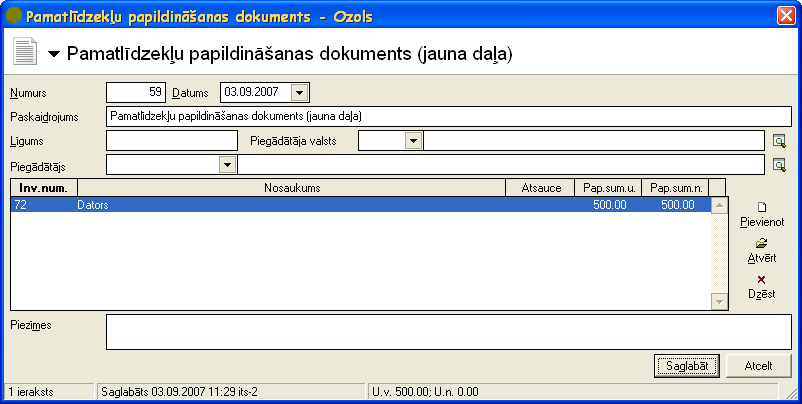 Pamatlīdzekļu papildināšanas dokuments - Ozols
Pamatlīdzekļu papildināšanas dokuments (jauna daļa)
Numurs 59 Datums 03.09.2007
Paskaidrojums Pamatlīdzekļu papildināšanas dokuments (jauna daļa)
Līgums Piegādātāja valsts
Piegādātājs
Inv.num. Nosaukums Atsauce Pap.sum.u. Pap.sum.n.
72 Dators 500.00 500.00
Pievienot
Atvērt
Dzēst
Piezīmes
Saglabāt Atcelt
1 ieraksts Saglabāts 03.09.2007 11:29 its-2 U.v. 500.00; U.n. 0.00